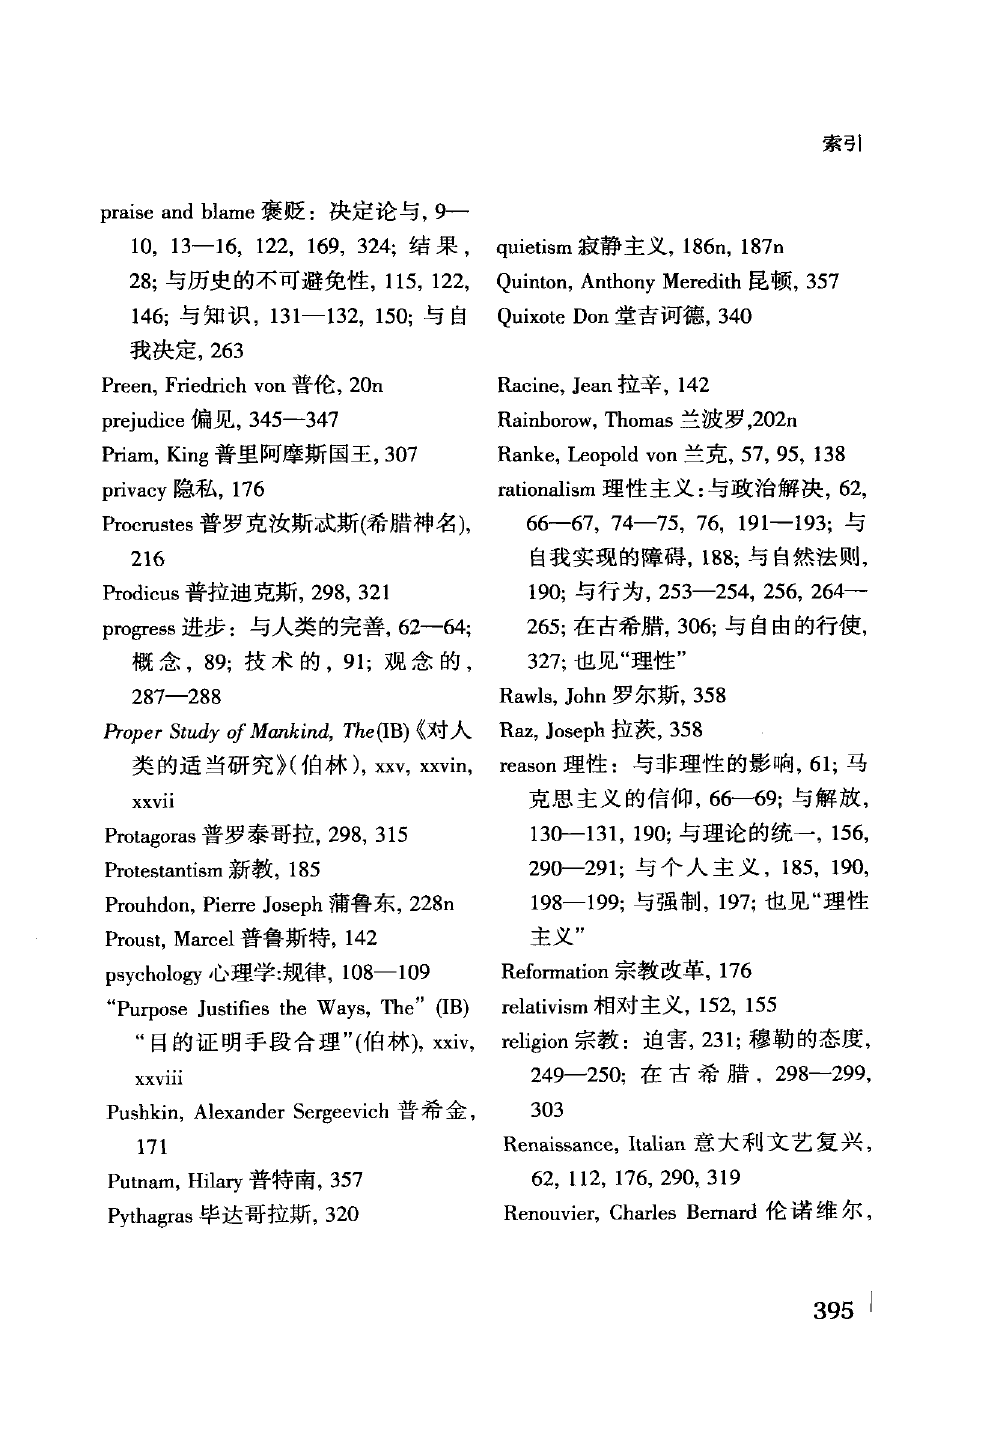 索引
praise and blame 褒贬：决定论与, 9—
10, 13—16, 122, 169, 324; 结果,
28; 与历史的不可避免性, 115, 122,
146; 与知识, 131—132, 150; 与自
我决定, 263
Preen, Friedrich von 普伦, 20n
prejudice 偏见, 345—347
Priam, King 普里阿摩斯国王, 307
privacy 隐私, 176
Procrustes 普罗克汝斯忒斯(希腊神名),
216
Prodicus 普拉迪克斯, 298, 321
progress 进步：与人类的完善, 62—64;
概念, 89; 技术的, 91; 观念的,
287—288
Proper Study of Mankind, The(IB)《对人
类的适当研究》(伯林), xxv, xxvin,
xxvii
Protagoras 普罗泰哥拉, 298, 315
Protestantism 新教, 185
Prouhdon, Pierre Joseph 蒲鲁东, 228n
Proust, Marcel 普鲁斯特, 142
psychology 心理学:规律, 108—109
“Purpose Justifies the Ways, The” (IB)
“目的证明手段合理”(伯林), xxiv,
xxviii
Pushkin, Alexander Sergeevich 普希金,
171
Putnam, Hilary 普特南, 357
Pythagras 毕达哥拉斯, 320
quietism 寂静主义, 186n, 187n
Quinton, Anthony Meredith 昆顿, 357
Quixote Don 堂吉诃德, 340
Racine, Jean 拉辛, 142
Rainborow, Thomas 兰波罗,202n
Ranke, Leopold von 兰克, 57, 95, 138
rationalism 理性主义:与政治解决, 62,
66—67, 74—75, 76, 191—193; 与
自我实现的障碍, 188; 与自然法则,
190; 与行为, 253—254, 256, 264—
265; 在古希腊, 306; 与自由的行使,
327; 也见“理性”
Rawls, John 罗尔斯, 358
Raz, Joseph 拉茨, 358
reason 理性：与非理性的影响, 61; 马
克思主义的信仰, 66—69; 与解放,
130—131, 190; 与理论的统一, 156,
290—291; 与个人主义, 185, 190,
198—199; 与强制, 197; 也见“理性
主义”
Reformation 宗教改革, 176
relativism 相对主义, 152, 155
religion 宗教：迫害, 231; 穆勒的态度,
249—250; 在古希腊, 298—299,
303
Renaissance, Italian 意大利文艺复兴,
62, 112, 176, 290, 319
Renouvier, Charles Bernard 伦诺维尔,
395